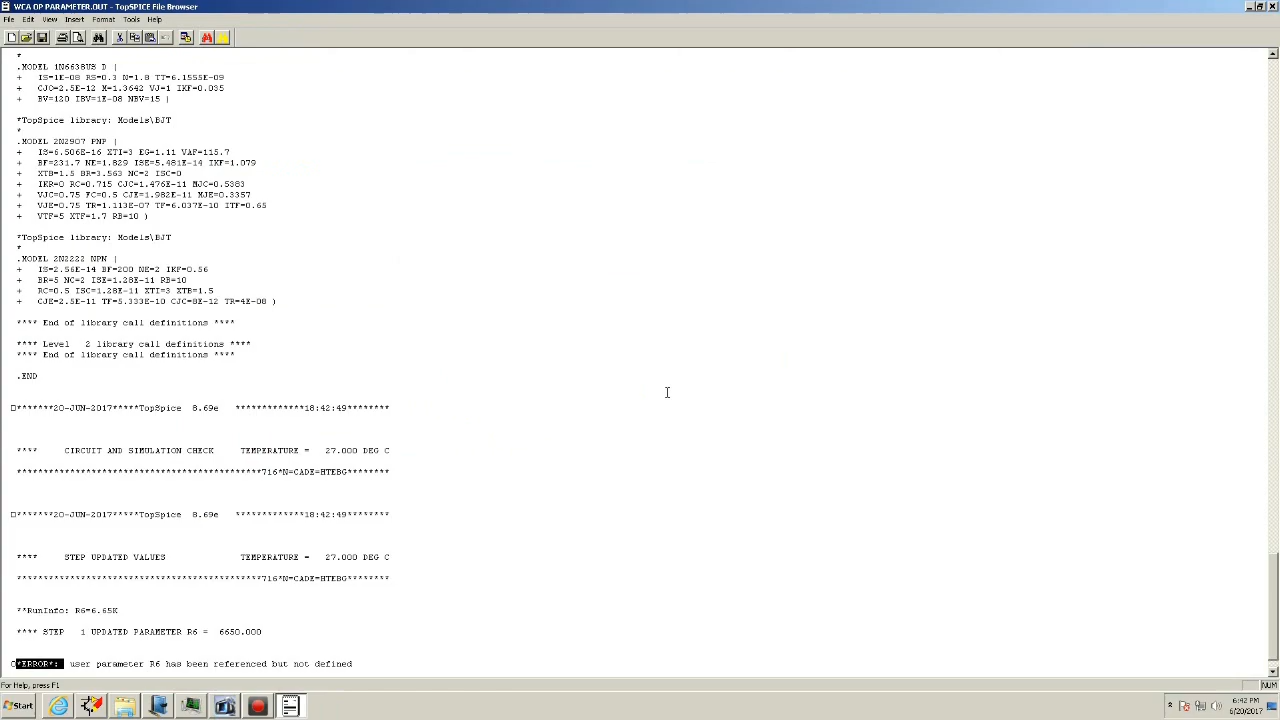 WCA OP PARAMETER.OUT - TopSPICE File Browser
File Edit View Insert Format Tools Help
*
.MODEL 1N6638US D (
+ IS=1E-08 RS=0.3 N=1.8 TT=6.1555E-09
+ CJO=2.5E-12 M=1.3642 VJ=1 IKF=0.035
+ BV=120 IBV=1E-08 NBV=15 )
*TopSpice library: Models\BJT
*
.MODEL 2N2907 PNP (
+ IS=6.506E-16 XTI=3 EG=1.11 VAF=115.7
+ BF=231.7 NE=1.829 ISE=5.481E-14 IKF=1.079
+ XTB=1.5 BR=3.563 NC=2 ISC=0
+ IKR=0 RC=0.715 CJC=1.476E-11 MJC=0.5383
+ VJC=0.75 FC=0.5 CJE=1.982E-11 MJE=0.3357
+ VJE=0.75 TR=1.113E-07 TF=6.037E-10 ITF=0.65
+ VTF=5 XTF=1.7 RB=10 )
*TopSpice library: Models\BJT
*
.MODEL 2N2222 NPN (
+ IS=2.56E-14 BF=200 NE=2 IKF=0.56
+ BR=5 NC=2 ISE=1.28E-11 RB=10
+ RC=0.5 ISC=1.28E-11 XTI=3 XTB=1.5
+ CJE=2.5E-11 TF=5.333E-10 CJC=8E-12 TR=4E-08 )
**** End of library call definitions ****
**** Level 2 library call definitions ****
**** End of library call definitions ****
.END
*******20-JUN-2017*****TopSpice 8.69e *************18:42:49********
**** CIRCUIT AND SIMULATION CHECK TEMPERATURE = 27.000 DEG C
**********************************************716*N=CADE=HTEBG********
*******20-JUN-2017*****TopSpice 8.69e *************18:42:49********
**** STEP UPDATED VALUES TEMPERATURE = 27.000 DEG C
**********************************************716*N=CADE=HTEBG********
**RunInfo: R6=6.65K
**** STEP 1 UPDATED PARAMETER R6 = 6650.000
*ERROR*: user parameter R6 has been referenced but not defined
For Help, press F1
NUM
Start
6:42 PM
6/20/2017